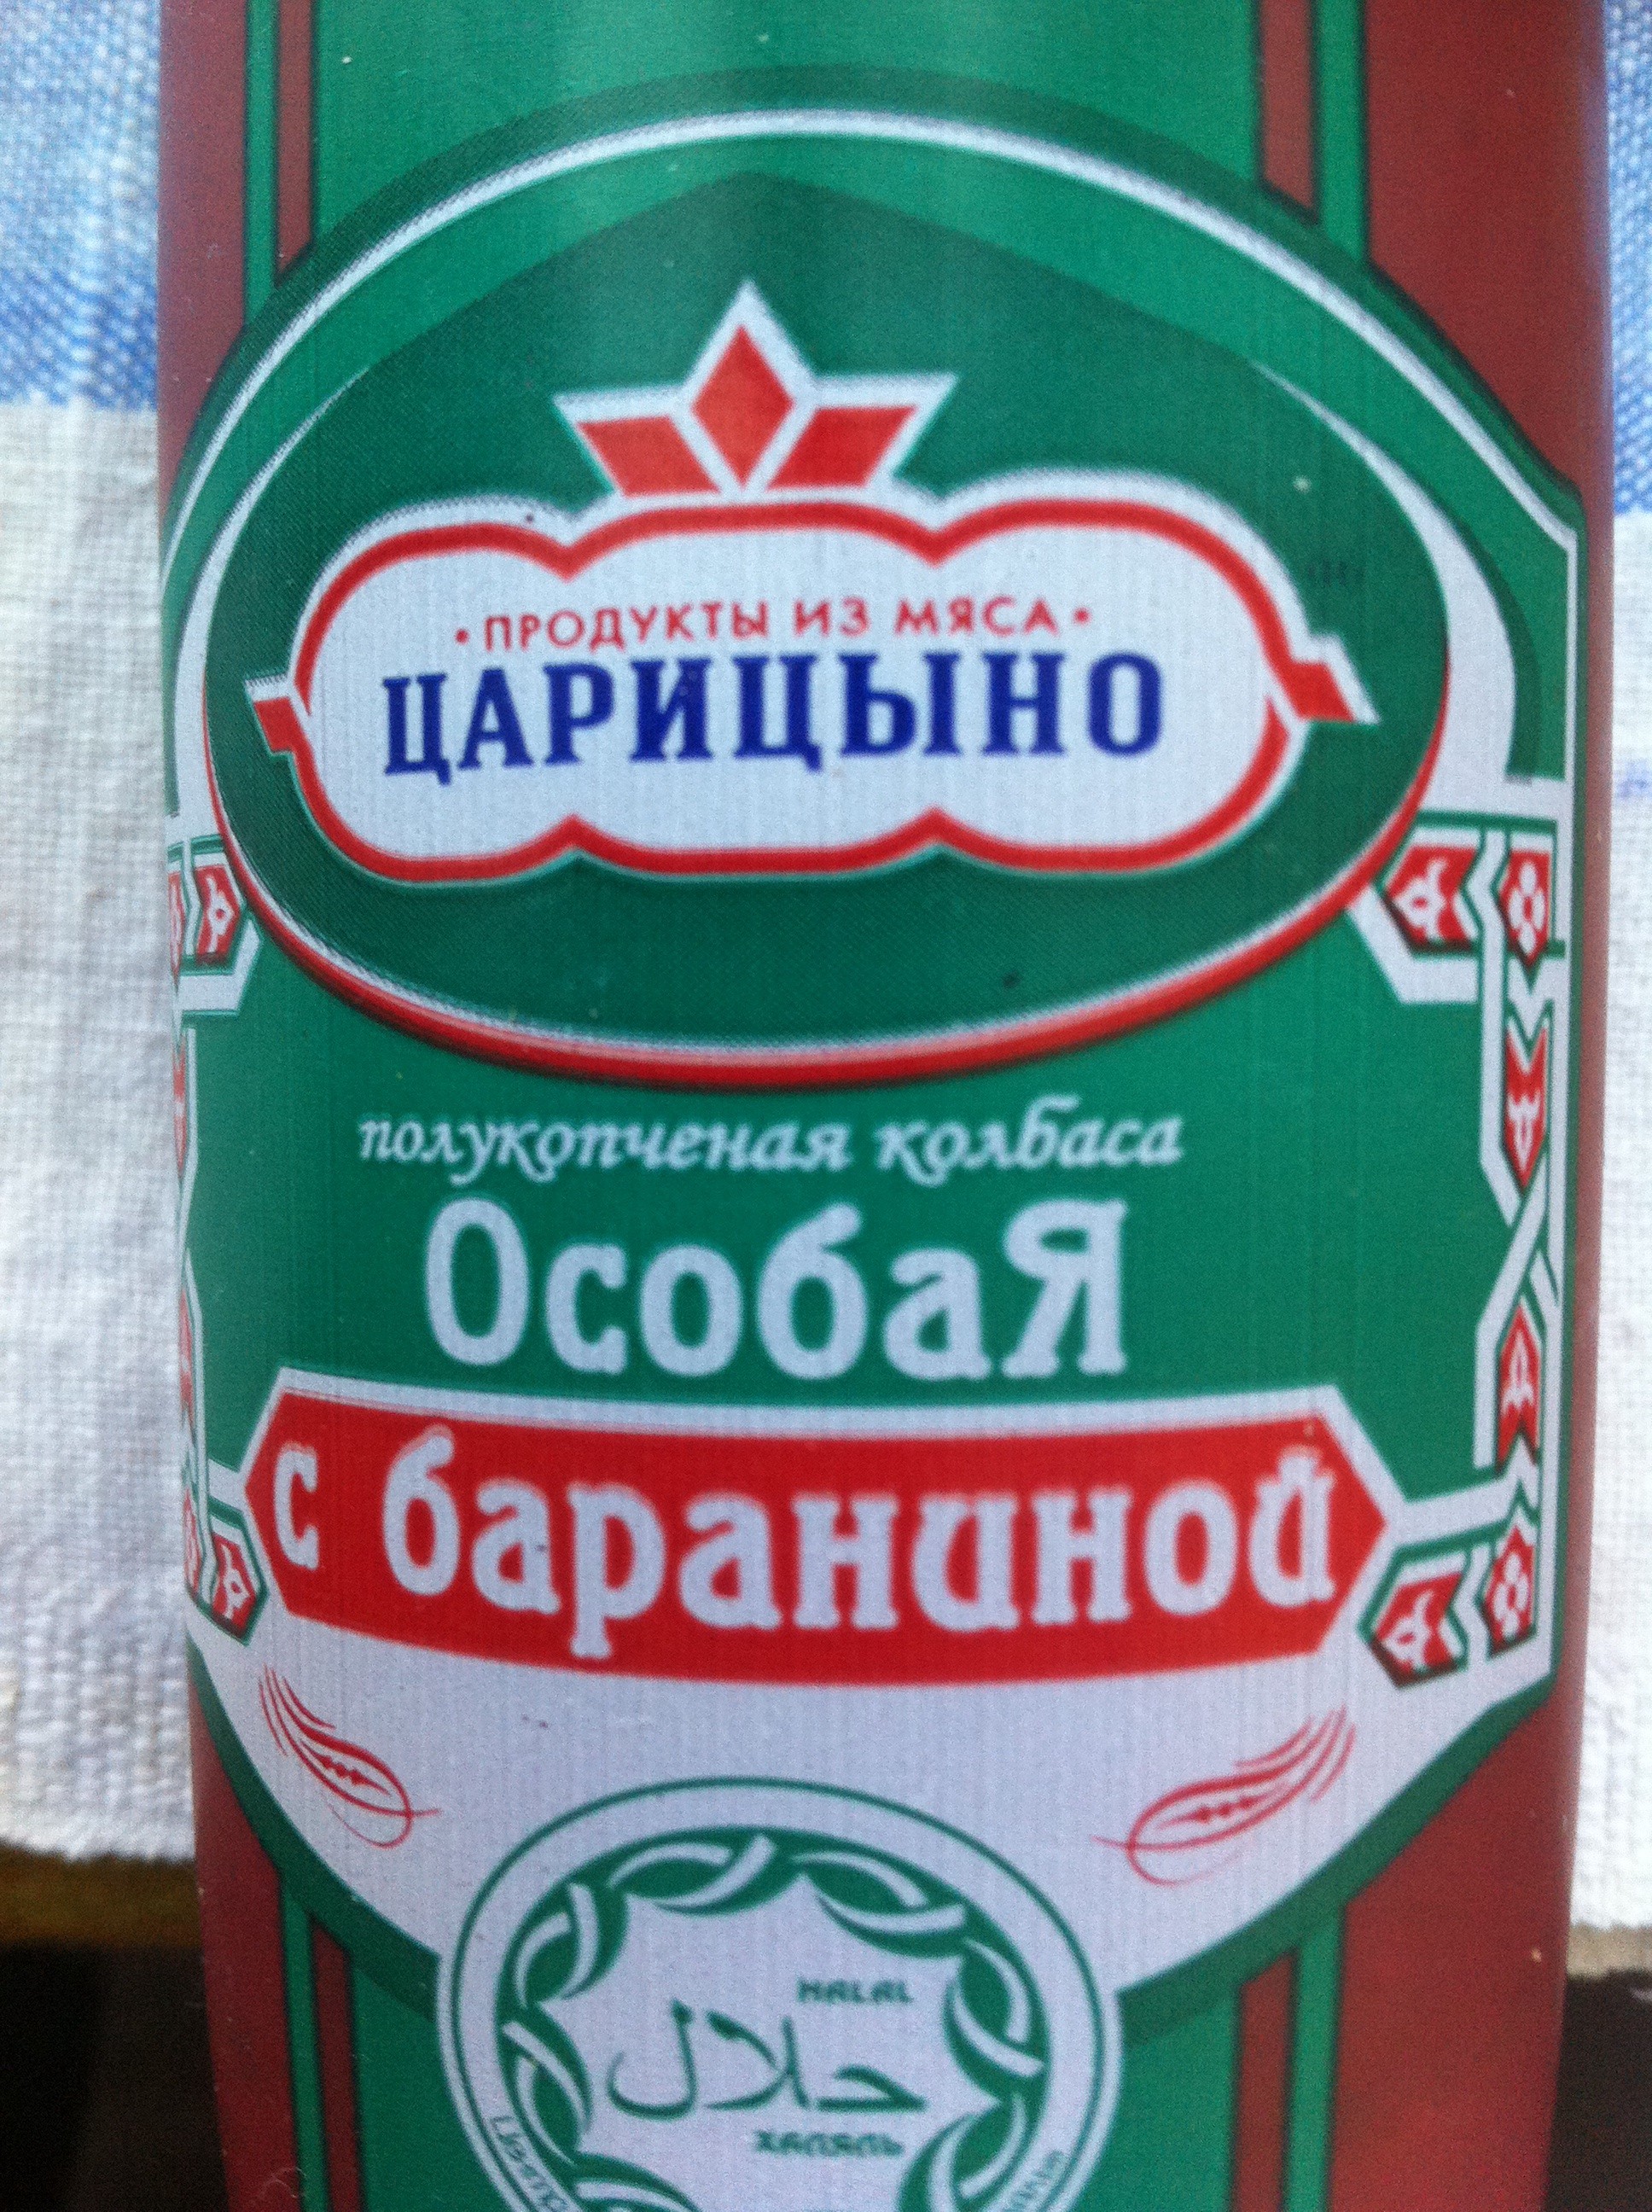 • ПРОДУКТЫ ИЗ МЯСА •
ЦАРИЦЫНО
полукопченая колбаса
Особая
с бараниной
HALAL
حلال
ХАЛЯЛЬ